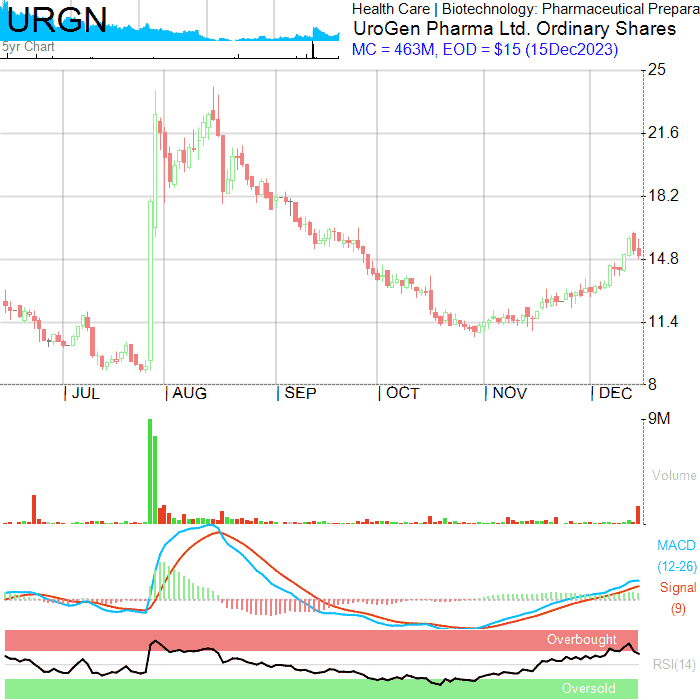 URGN
5yr Chart
Health Care | Biotechnology: Pharmaceutical Prepara
UroGen Pharma Ltd. Ordinary Shares
MC = 463M, EOD = $15 (15Dec2023)
25
21.6
18.2
14.8
11.4
8
JUL AUG SEP OCT NOV DEC
9M
Volume
MACD
(12-26)
Signal
(9)
Overbought
RSI(14)
Oversold